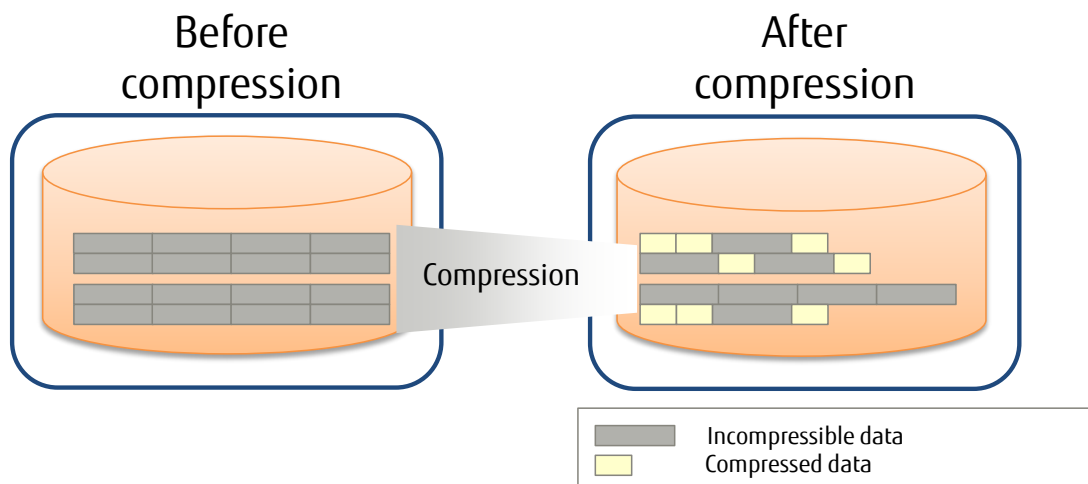 Before
compression
After
compression
Compression
Incompressible data
Compressed data